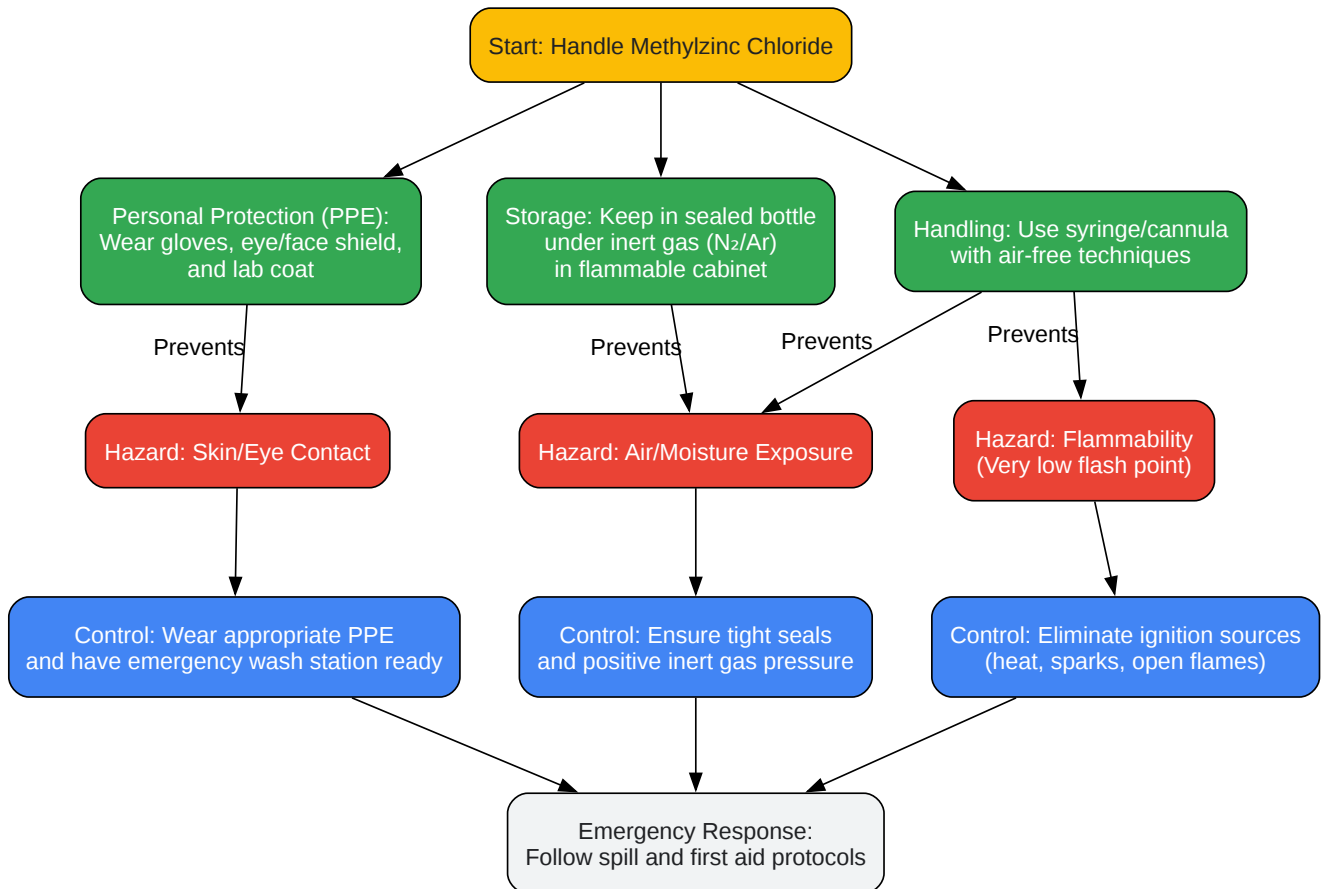 Start: Handle Methylzinc Chloride
Personal Protection (PPE):
Wear gloves, eye/face shield,
and lab coat
Storage: Keep in sealed bottle
under inert gas (N₂/Ar)
in flammable cabinet
Handling: Use syringe/cannula
with air-free techniques
Prevents
Prevents
Prevents
Prevents
Hazard: Skin/Eye Contact
Hazard: Air/Moisture Exposure
Hazard: Flammability
(Very low flash point)
Control: Wear appropriate PPE
and have emergency wash station ready
Control: Ensure tight seals
and positive inert gas pressure
Control: Eliminate ignition sources
(heat, sparks, open flames)
Emergency Response:
Follow spill and first aid protocols